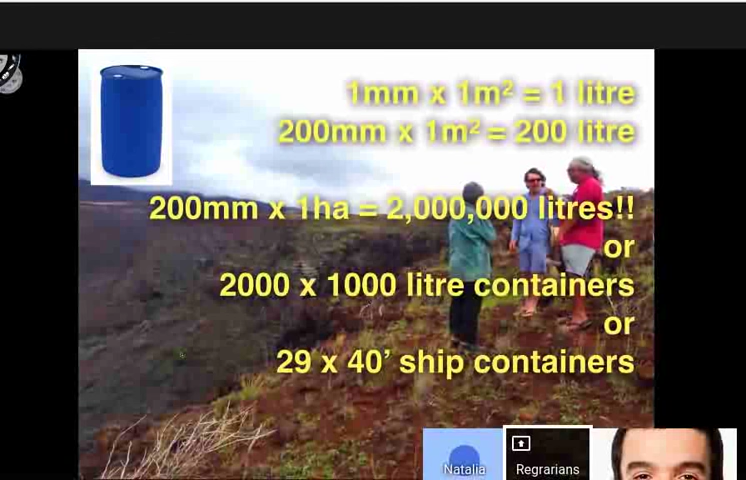 1mm x 1m² = 1 litre
200mm x 1m² = 200 litre
200mm x 1ha = 2,000,000 litres!!
or
2000 x 1000 litre containers
or
29 x 40’ ship containers
Natalia
Regrarians